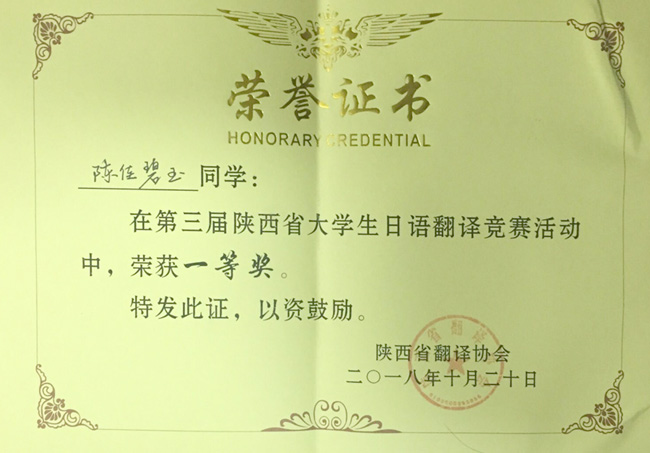 荣誉证书
HONORARY CREDENTIAL
陈佳碧玉 同学：
在第三届陕西省大学生日语翻译竞赛活动
中，荣获一等奖。
特发此证，以资鼓励。
陕西省翻译协会
二〇一八年十月二十日